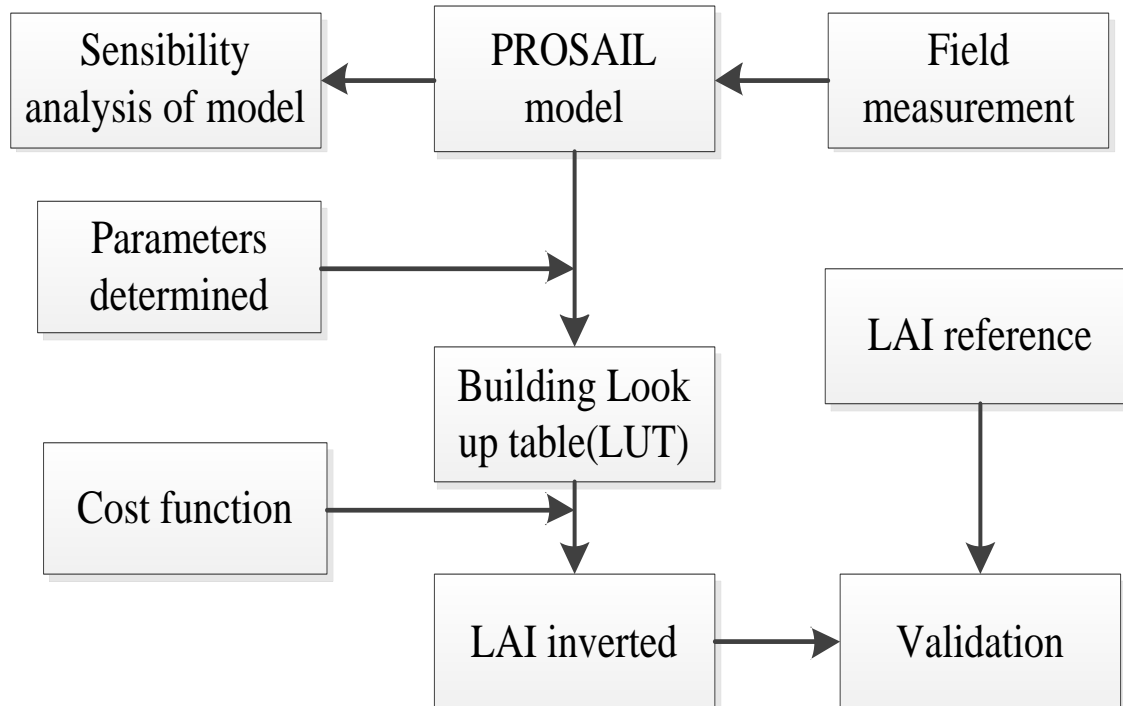 Sensibility
analysis of model
PROSAIL
model
Field
measurement
Parameters
determined
LAI reference
Building Look
up table(LUT)
Cost function
LAI inverted
Validation